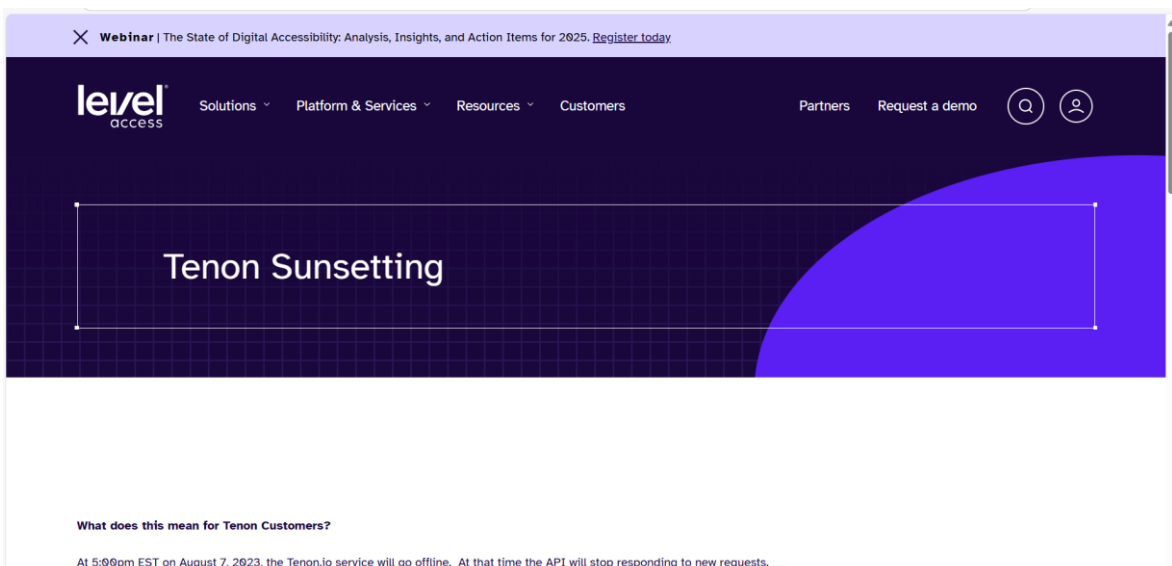 Webinar | The State of Digital Accessibility: Analysis, Insights, and Action Items for 2025. Register today
level access
Solutions Platform & Services Resources Customers Partners Request a demo
Tenon Sunsetting
What does this mean for Tenon Customers?
At 5:00pm EST on August 7, 2023, the Tenon.io service will go offline. At that time the API will stop responding to new requests.